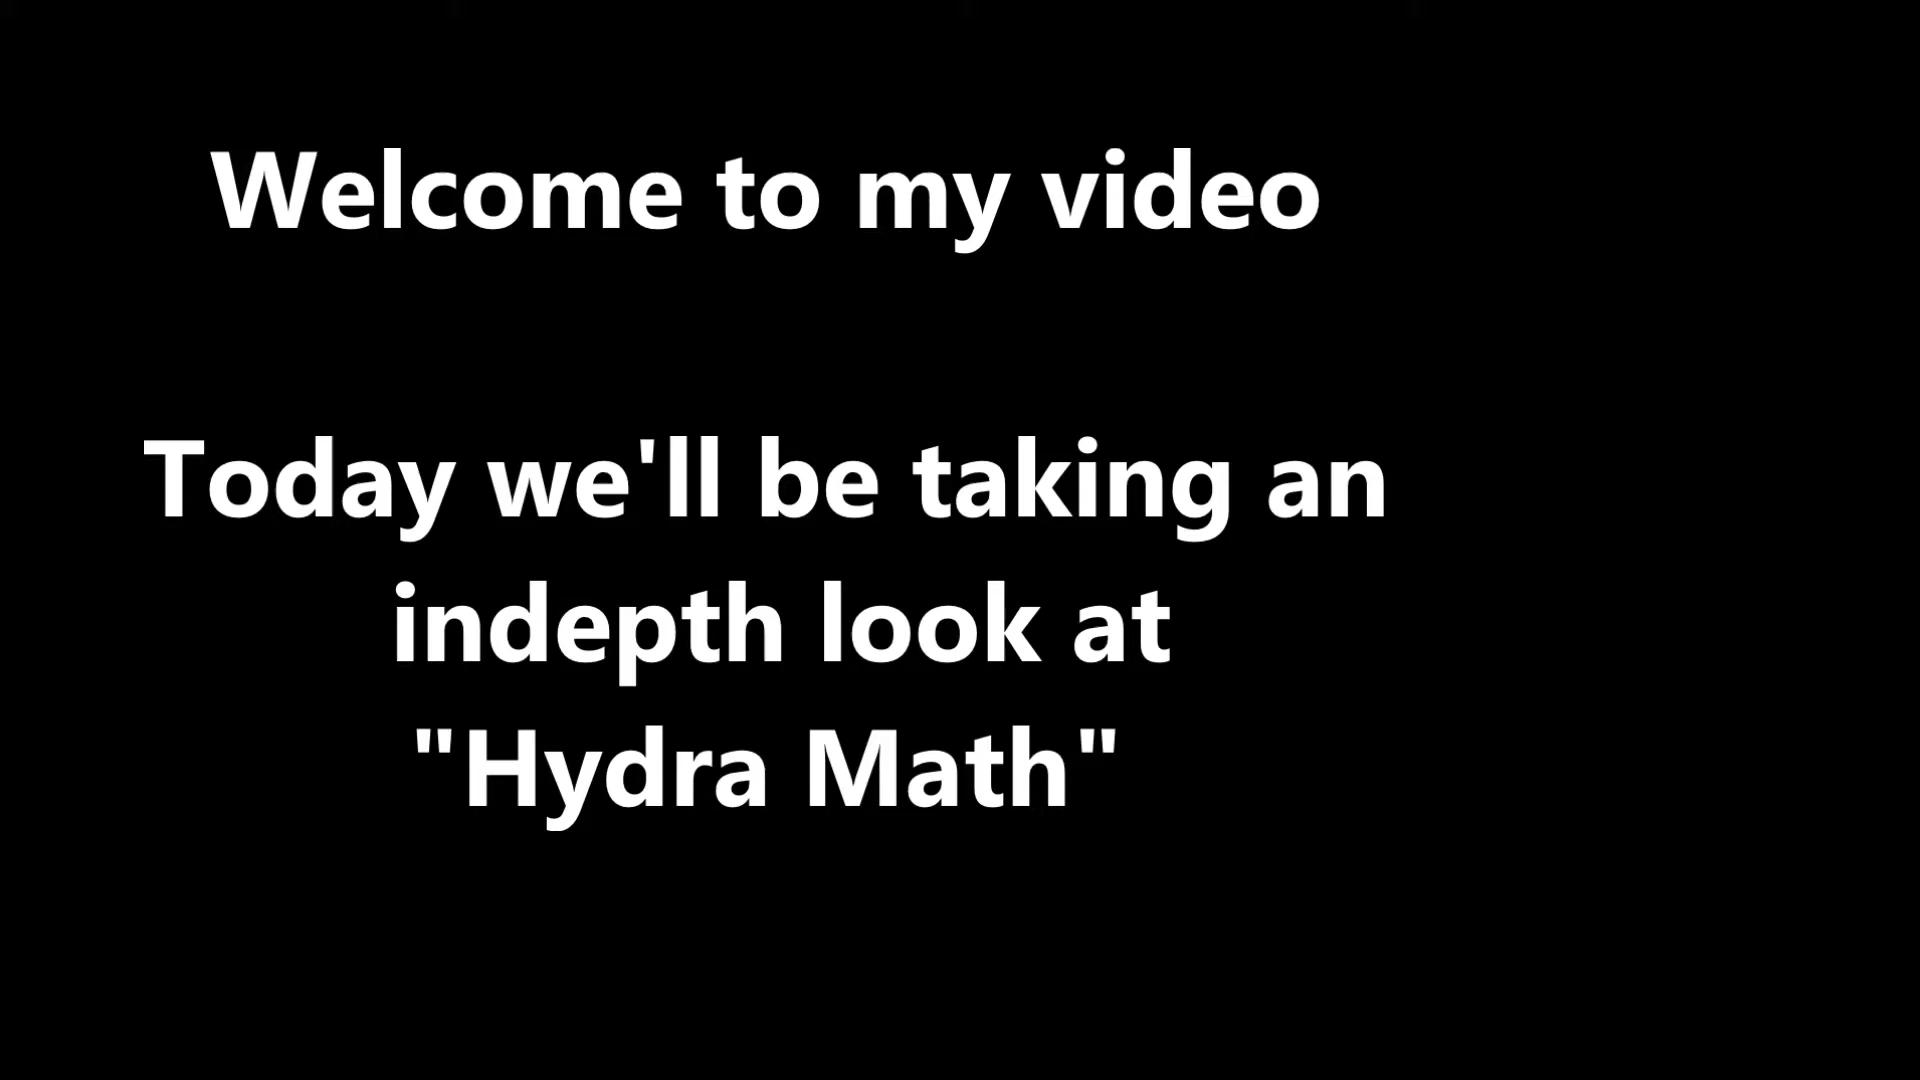 Welcome to my video
Today we'll be taking an
indepth look at
"Hydra Math"